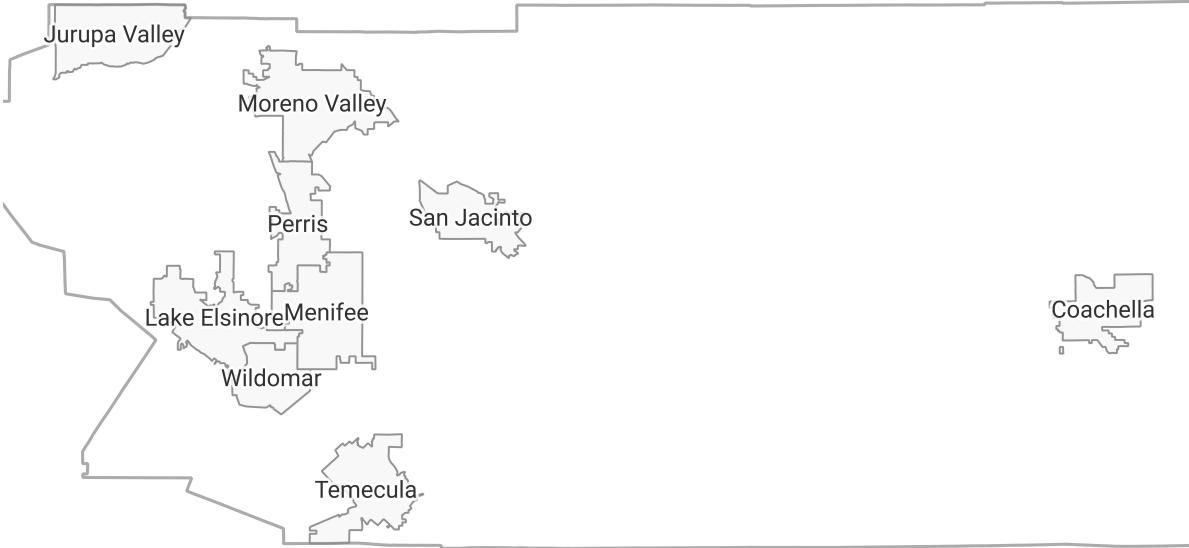 Jurupa Valley
Moreno Valley
San Jacinto
Perris
Coachella
Lake Elsinore
Menifee
Wildomar
Temecula